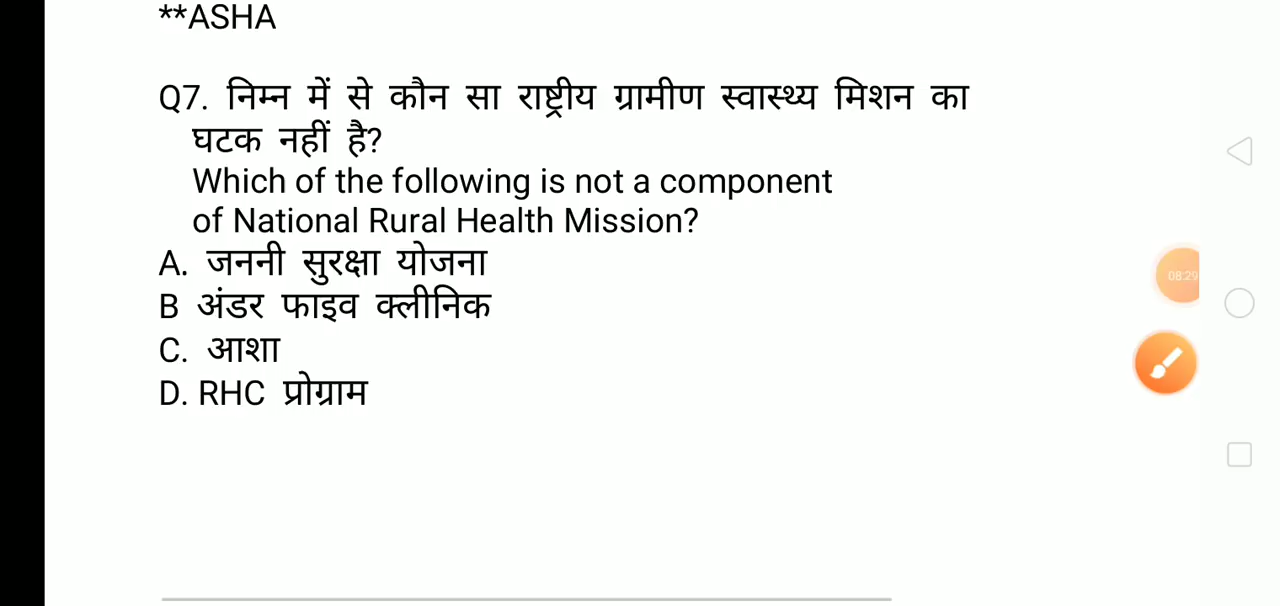 **ASHA
Q7. निम्न में से कौन सा राष्ट्रीय ग्रामीण स्वास्थ्य मिशन का
घटक नहीं है?
Which of the following is not a component
of National Rural Health Mission?
A. जननी सुरक्षा योजना
B अंडर फाइव क्लीनिक
C. आशा
D. RHC प्रोग्राम
08:29